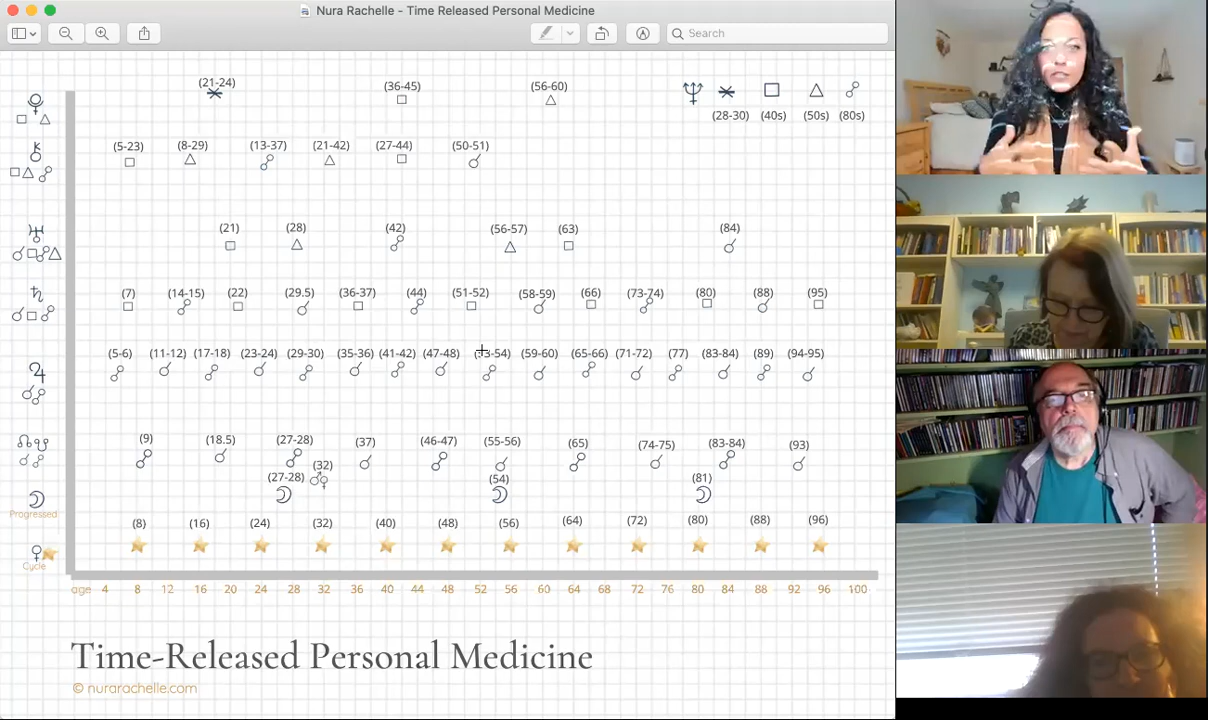 Nura Rachelle - Time Released Personal Medicine
Search
(21-24) (36-45) (56-60)
(28-30) (40s) (50s) (80s)
(5-23) (8-29) (13-37) (21-42) (27-44) (50-51)
(21) (28) (42) (56-57) (63) (84)
(7) (14-15) (22) (29.5) (36-37) (44) (51-52) (58-59) (66) (73-74) (80) (88) (95)
(5-6) (11-12) (17-18) (23-24) (29-30) (35-36) (41-42) (47-48) (59-60) (65-66) (71-72) (77) (83-84) (89) (94-95)
(9) (18.5) (27-28) (37) (46-47) (55-56) (65) (74-75) (83-84) (93)
(32)
(27-28) (54) (81)
Progressed
(8) (16) (24) (32) (40) (48) (56) (64) (72) (80) (88) (96)
Cycle
age 4 8 12 16 20 24 28 32 36 40 44 48 52 56 60 64 68 72 76 80 84 88 92 96 100
Time-Released Personal Medicine
© nurarachelle.com